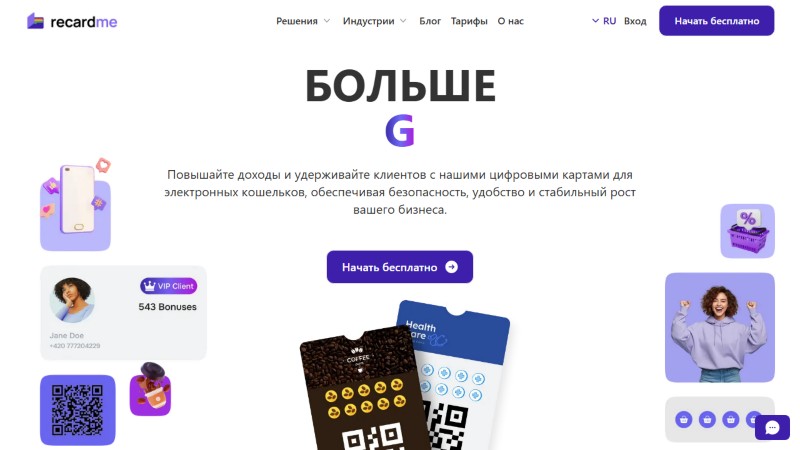 recardme
Решения
Индустрии
Блог
Тарифы
О нас
RU
Вход
Начать бесплатно
БОЛЬШЕ
G
Повышайте доходы и удерживайте клиентов с нашими цифровыми картами для
электронных кошельков, обеспечивая безопасность, удобство и стабильный рост
вашего бизнеса.
Начать бесплатно
%
VIP Client
543 Bonuses
Jane Doe
+420 777204229
COFFEE
Health